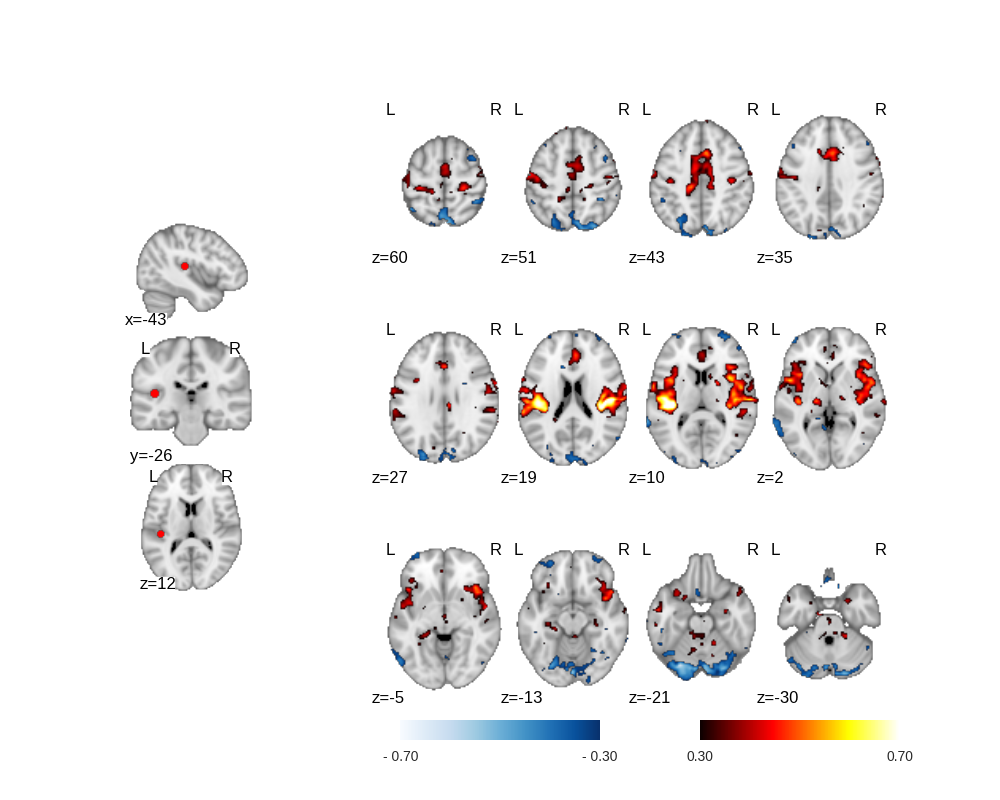 L R L R L R L R
z=60 z=51 z=43 z=35
x=-43
L R L R L R L R
L R
y=-26
L R
z=27 z=19 z=10 z=2
z=12
L R L R L R L R
z=-5 z=-13 z=-21 z=-30
- 0.70 - 0.30 0.30 0.70